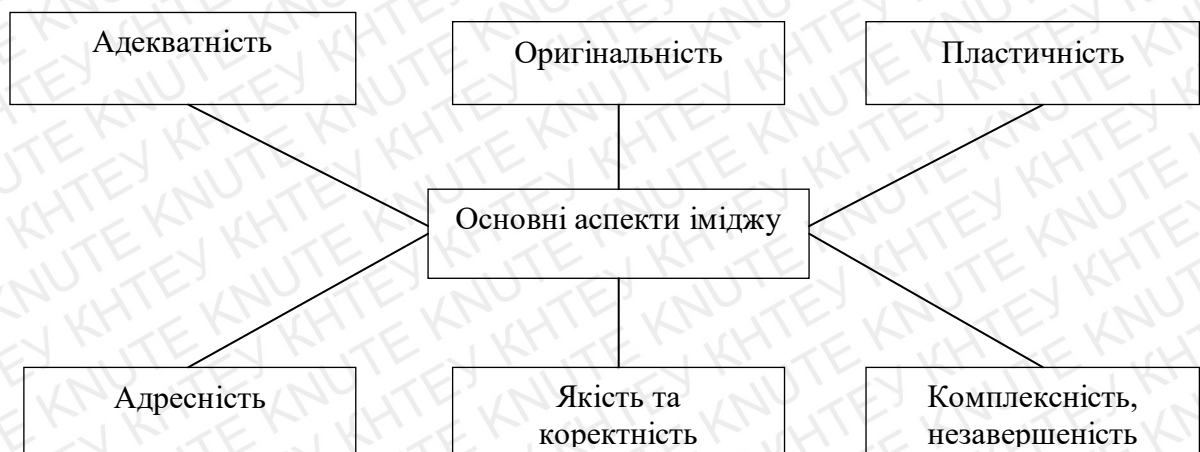 Адекватність
Оригінальність
Пластичність
Основні аспекти іміджу
Адресність
Якість та
коректність
Комплексність,
незавершеність